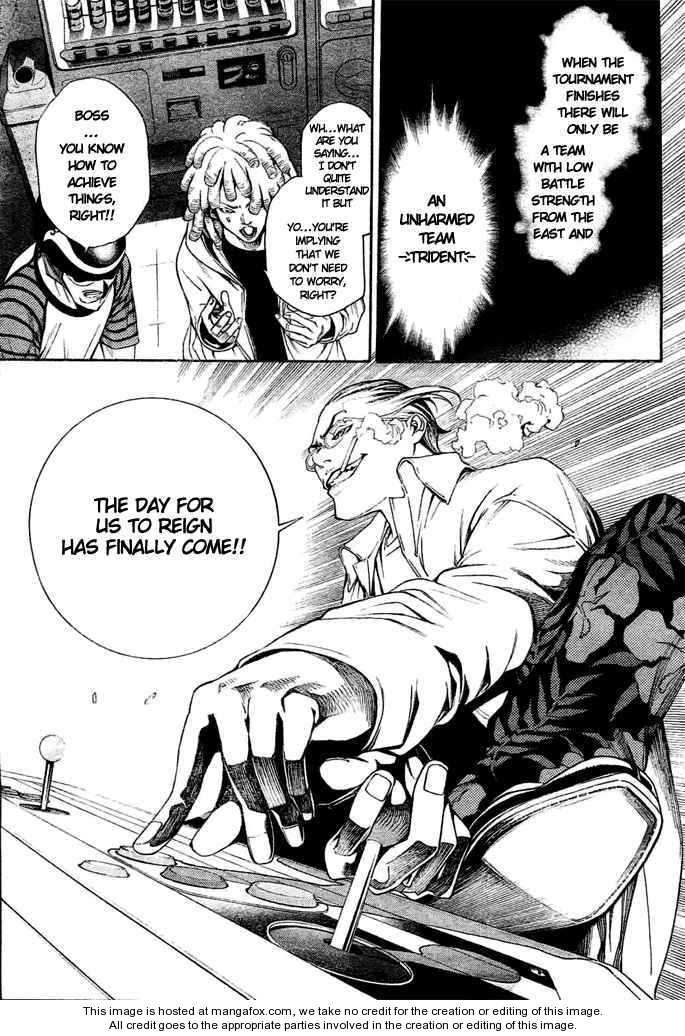 WHEN THE
TOURNAMENT
FINISHES
THERE WILL
ONLY BE
A TEAM
WITH LOW
BATTLE
STRENGTH
FROM THE
EAST AND
AN
UNHARMED
TEAM
-:TRIDENT:-
WH...WHAT
ARE YOU
SAYING...
I DON'T
QUITE
UNDERSTAND
IT BUT
YO...YOU'RE
IMPLYING
THAT WE
DON'T NEED
TO WORRY,
RIGHT?
BOSS
...
YOU KNOW
HOW TO
ACHIEVE
THINGS,
RIGHT!!
THE DAY FOR
US TO REIGN
HAS FINALLY COME!!
This image is hosted at mangafox.com, we take no credit for the creation or editing of this image.
All credit goes to the appropriate parties involved in the creation or editing of this image.